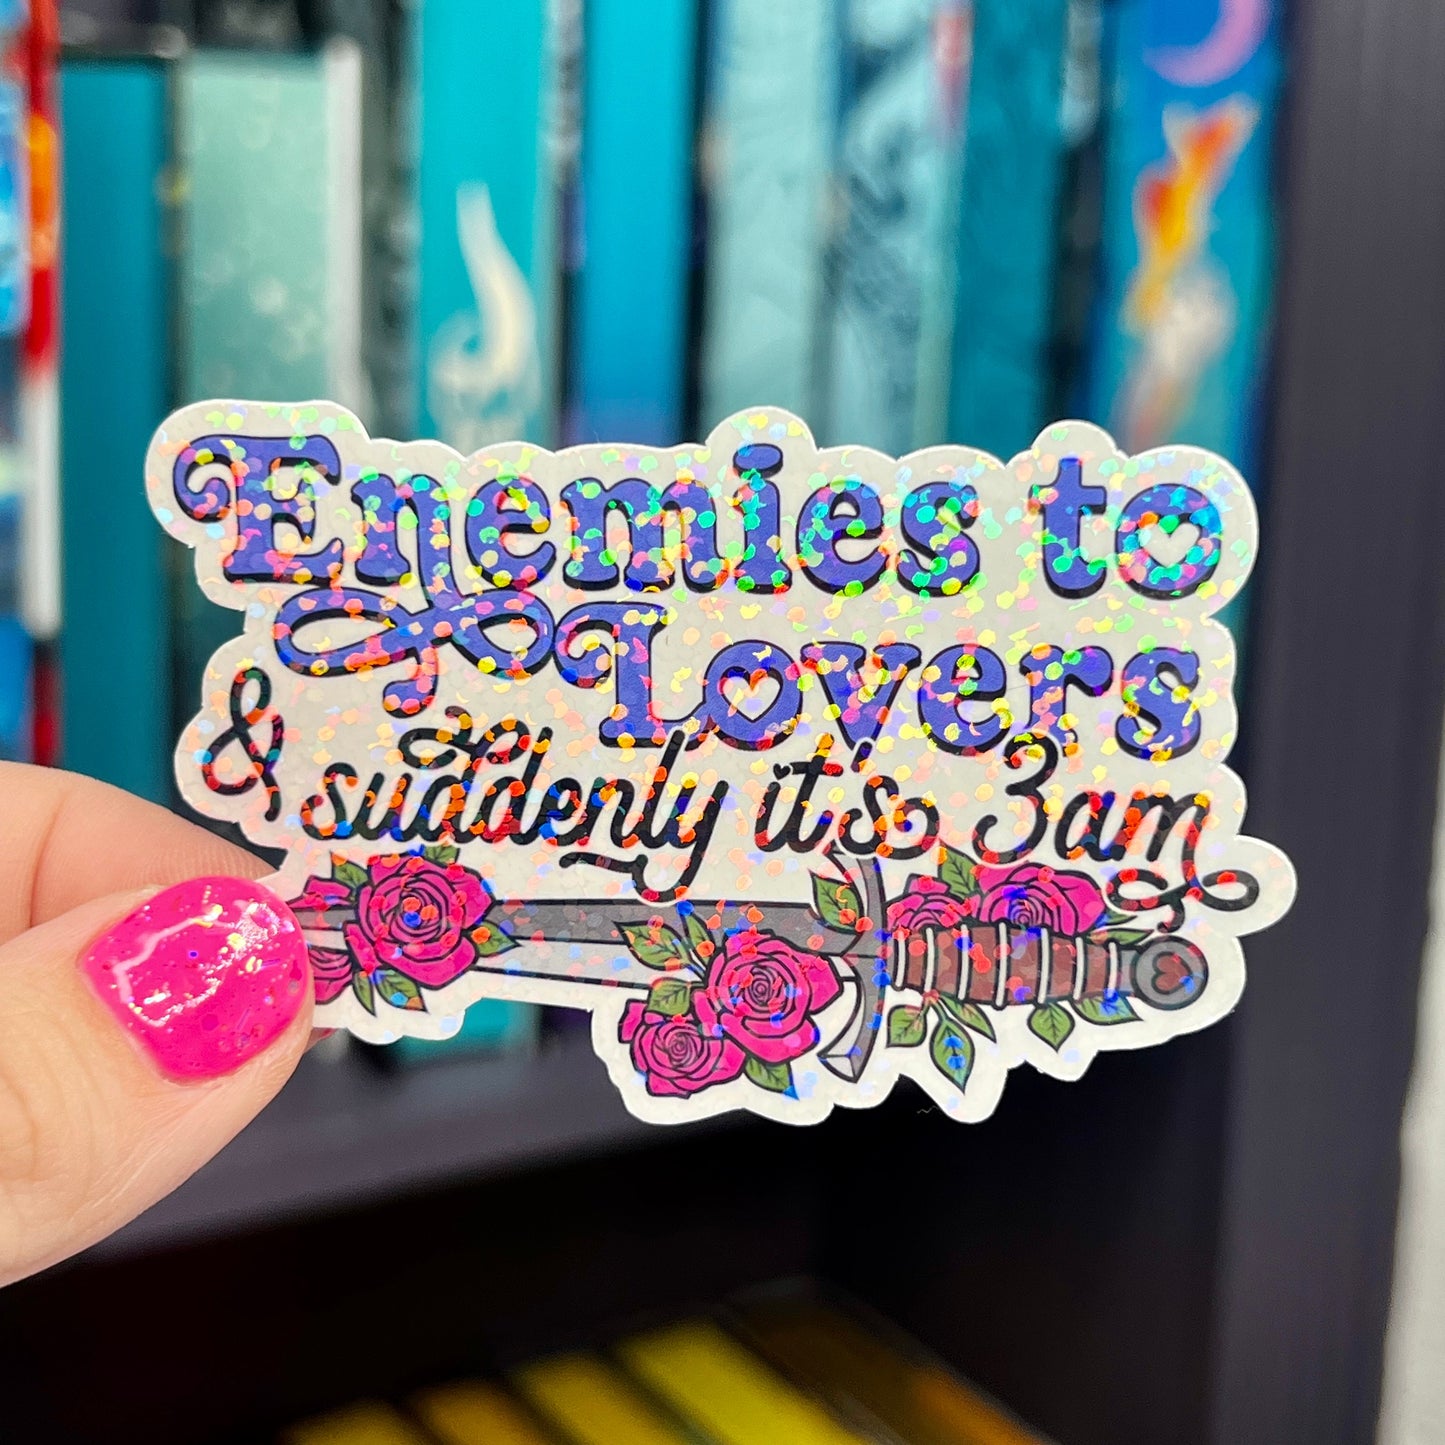 Enemies to
Lovers
& suddenly it's 3am